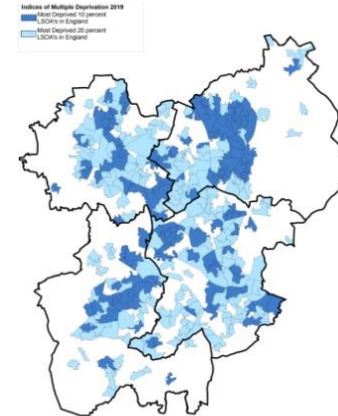 Indices of Multiple Deprivation 2019
Most Deprived 10 percent
LSOA's in England
Most Deprived 20 percent
LSOA's in England